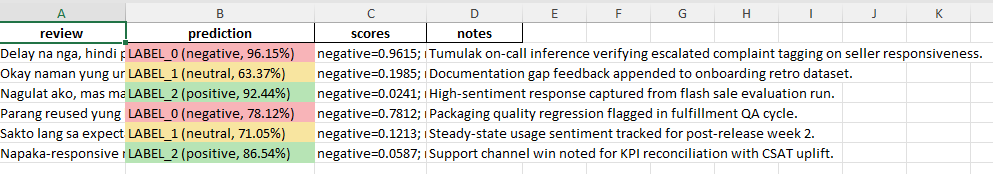 A B C D E F G H I J K
review prediction scores notes
Delay na nga, hindi LABEL_0 (negative, 96.15%) negative=0.9615; Tumulak on-call inference verifying escalated complaint tagging on seller responsiveness.
Okay naman yung LABEL_1 (neutral, 63.37%) negative=0.1985; Documentation gap feedback appended to onboarding retro dataset.
Nagulat ako, mas LABEL_2 (positive, 92.44%) negative=0.0241; High-sentiment response captured from flash sale evaluation run.
Parang reused yung LABEL_0 (negative, 78.12%) negative=0.7812; Packaging quality regression flagged in fulfillment QA cycle.
Sakto lang sa LABEL_1 (neutral, 71.05%) negative=0.1213; Steady-state usage sentiment tracked for post-release week 2.
Napaka-responsive LABEL_2 (positive, 86.54%) negative=0.0587; Support channel win noted for KPI reconciliation with CSAT uplift.